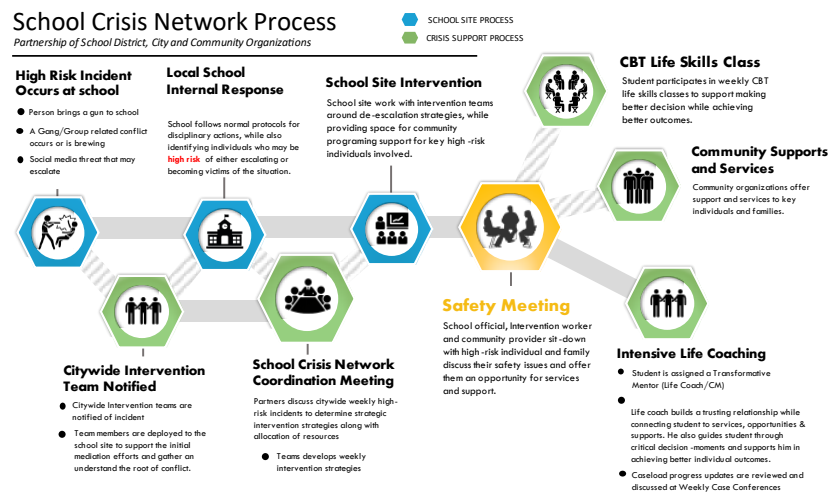 School Crisis Network Process
Partnership of School District, City and Community Organizations
SCHOOL SITE PROCESS
CRISIS SUPPORT PROCESS
High Risk Incident
Occurs at school
Person brings a gun to school
A Gang/Group related conflict
occurs or is brewing
Social media threat that may
escalate
Local School
Internal Response
School follows normal protocols for
disciplinary actions, while also
identifying individuals who may be
high risk of either escalating or
becoming victims of the situation.
School Site Intervention
School site work with intervention teams
around de-escalation strategies, while
providing space for community
programing support for key high -risk
individuals involved.
CBT Life Skills Class
Student participates in weekly CBT
life skills classes to support making
better decision while achieving
better outcomes.
Community Supports
and Services
Community organizations offer
support and services to key
individuals and families.
Citywide Intervention
Team Notified
Citywide Intervention teams are
notified of incident
Team members are deployed to the
school site to support the initial
mediation efforts and gather an
understand the root of conflict.
School Crisis Network
Coordination Meeting
Partners discuss citywide weekly high-
risk incidents to determine strategic
intervention strategies along with
allocation of resources
Teams develops weekly
intervention strategies
Safety Meeting
School official, Intervention worker
and community provider sit -down
with high -risk individual and family
discuss their safety issues and offer
them an opportunity for services
and support.
Intensive Life Coaching
Student is assigned a Transformative
Mentor (Life Coach/CM)
Life coach builds a trusting relationship while
connecting student to services, opportunities &
supports. He also guides student through
critical decision -moments and supports him in
achieving better individual outcomes.
Caseload progress updates are reviewed and
discussed at Weekly Case Conferences